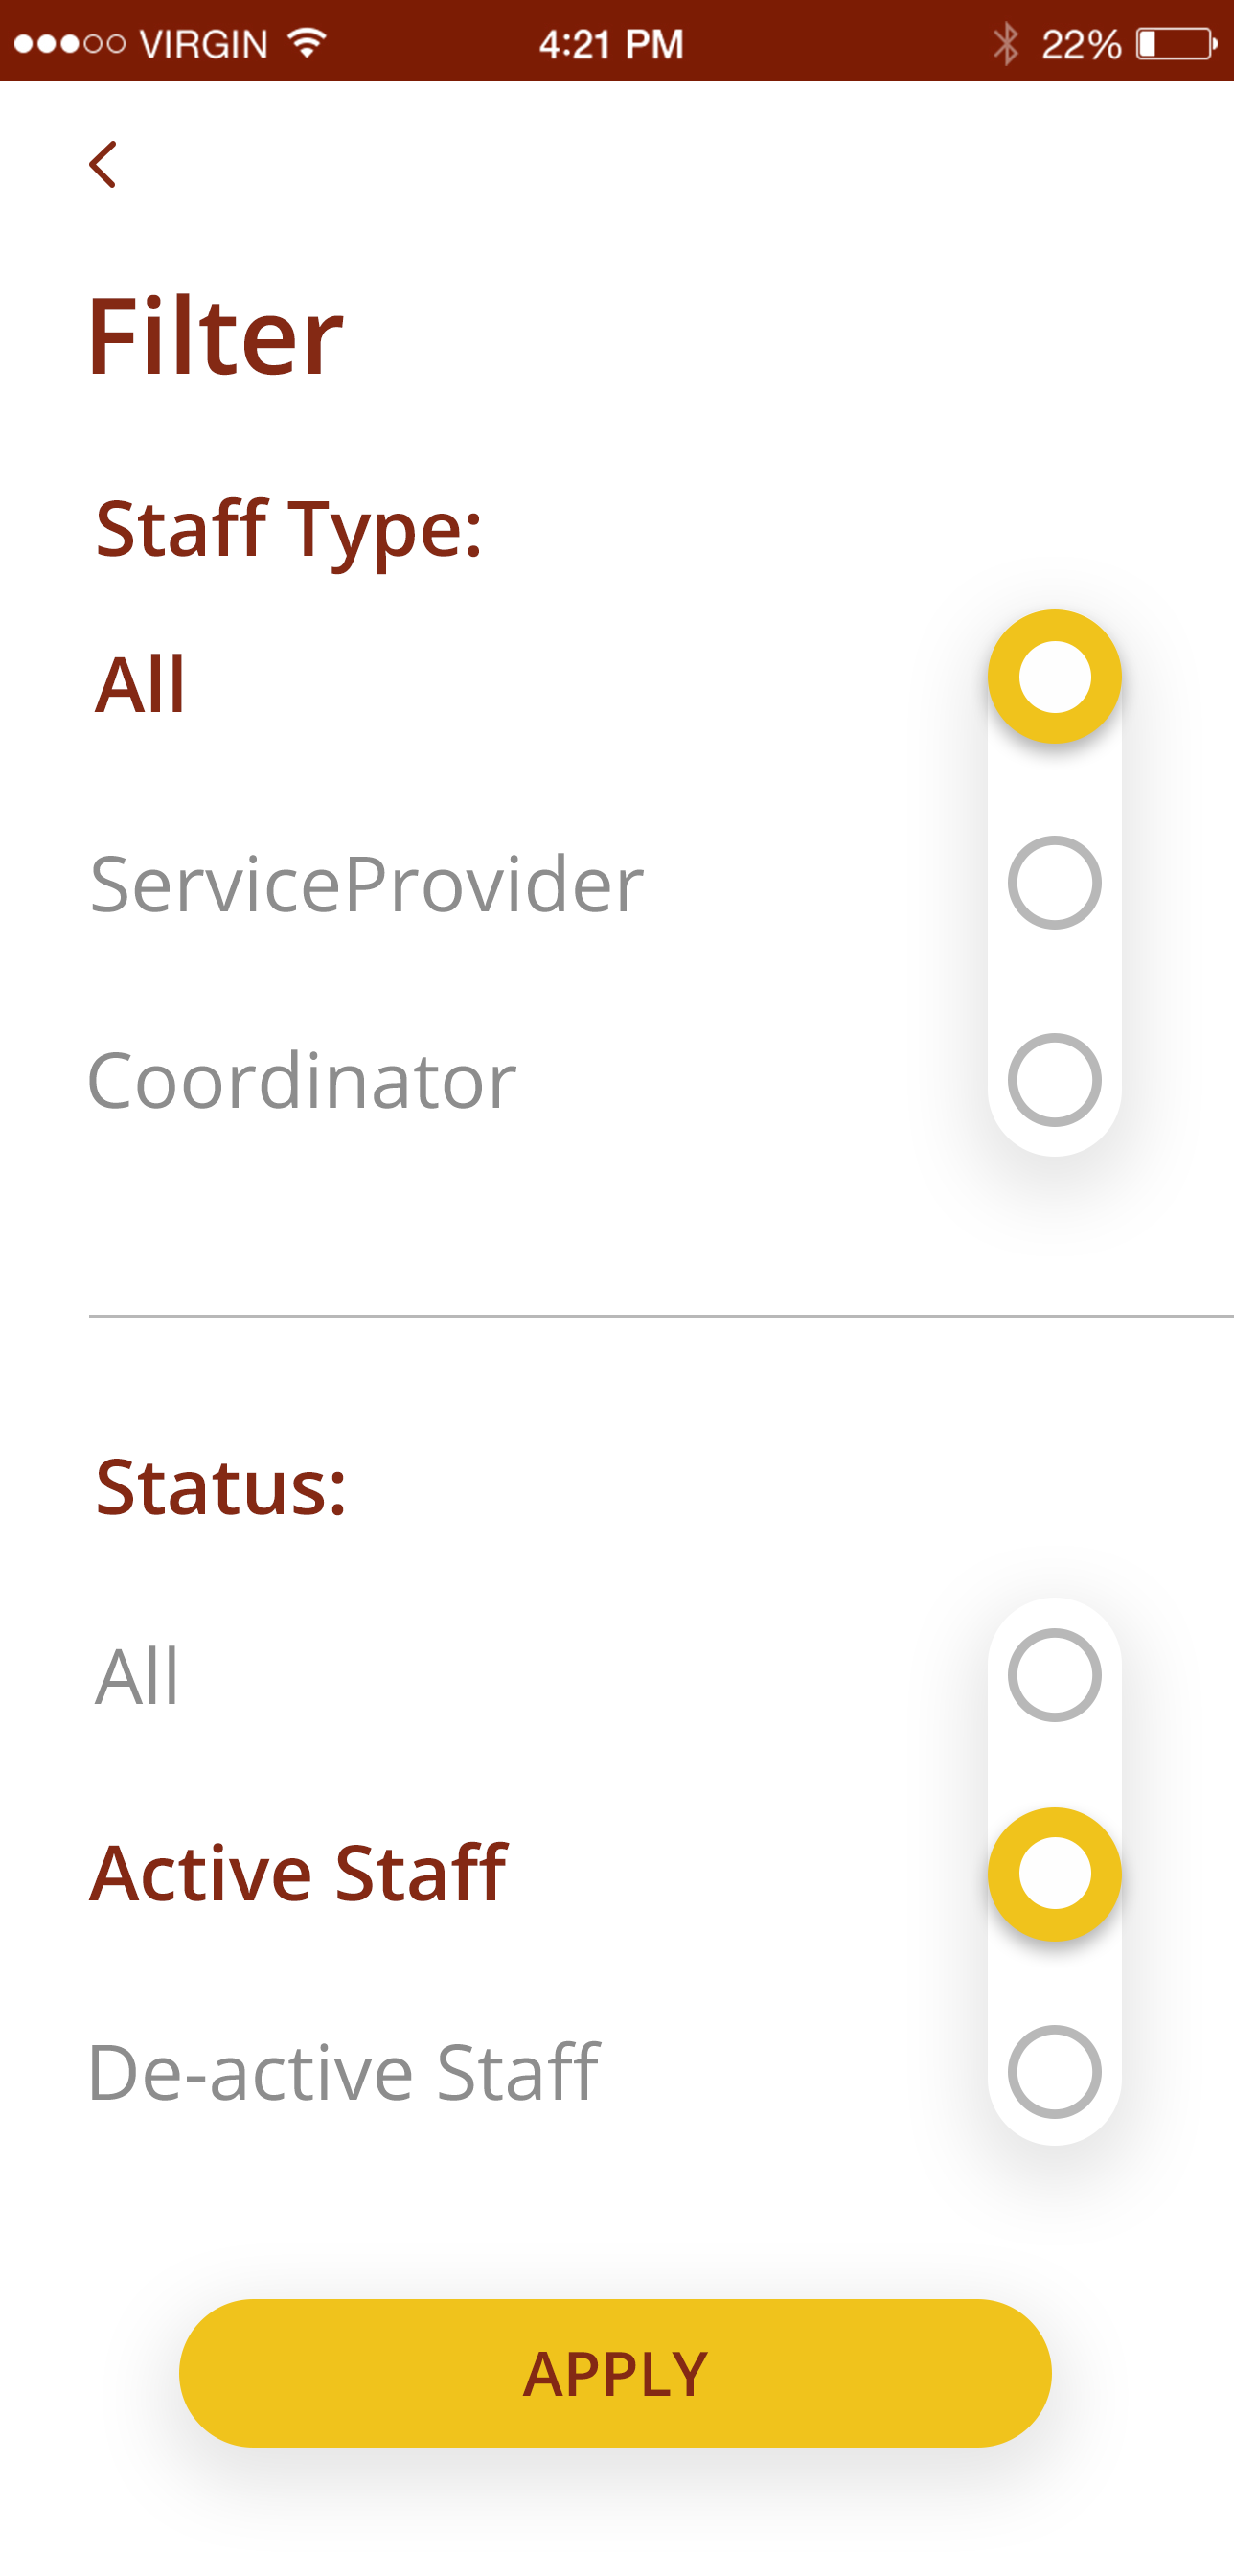 VIRGIN 4:21 PM 22%
Filter
Staff Type:
All
ServiceProvider
Coordinator
Status:
All
Active Staff
De-active Staff
APPLY